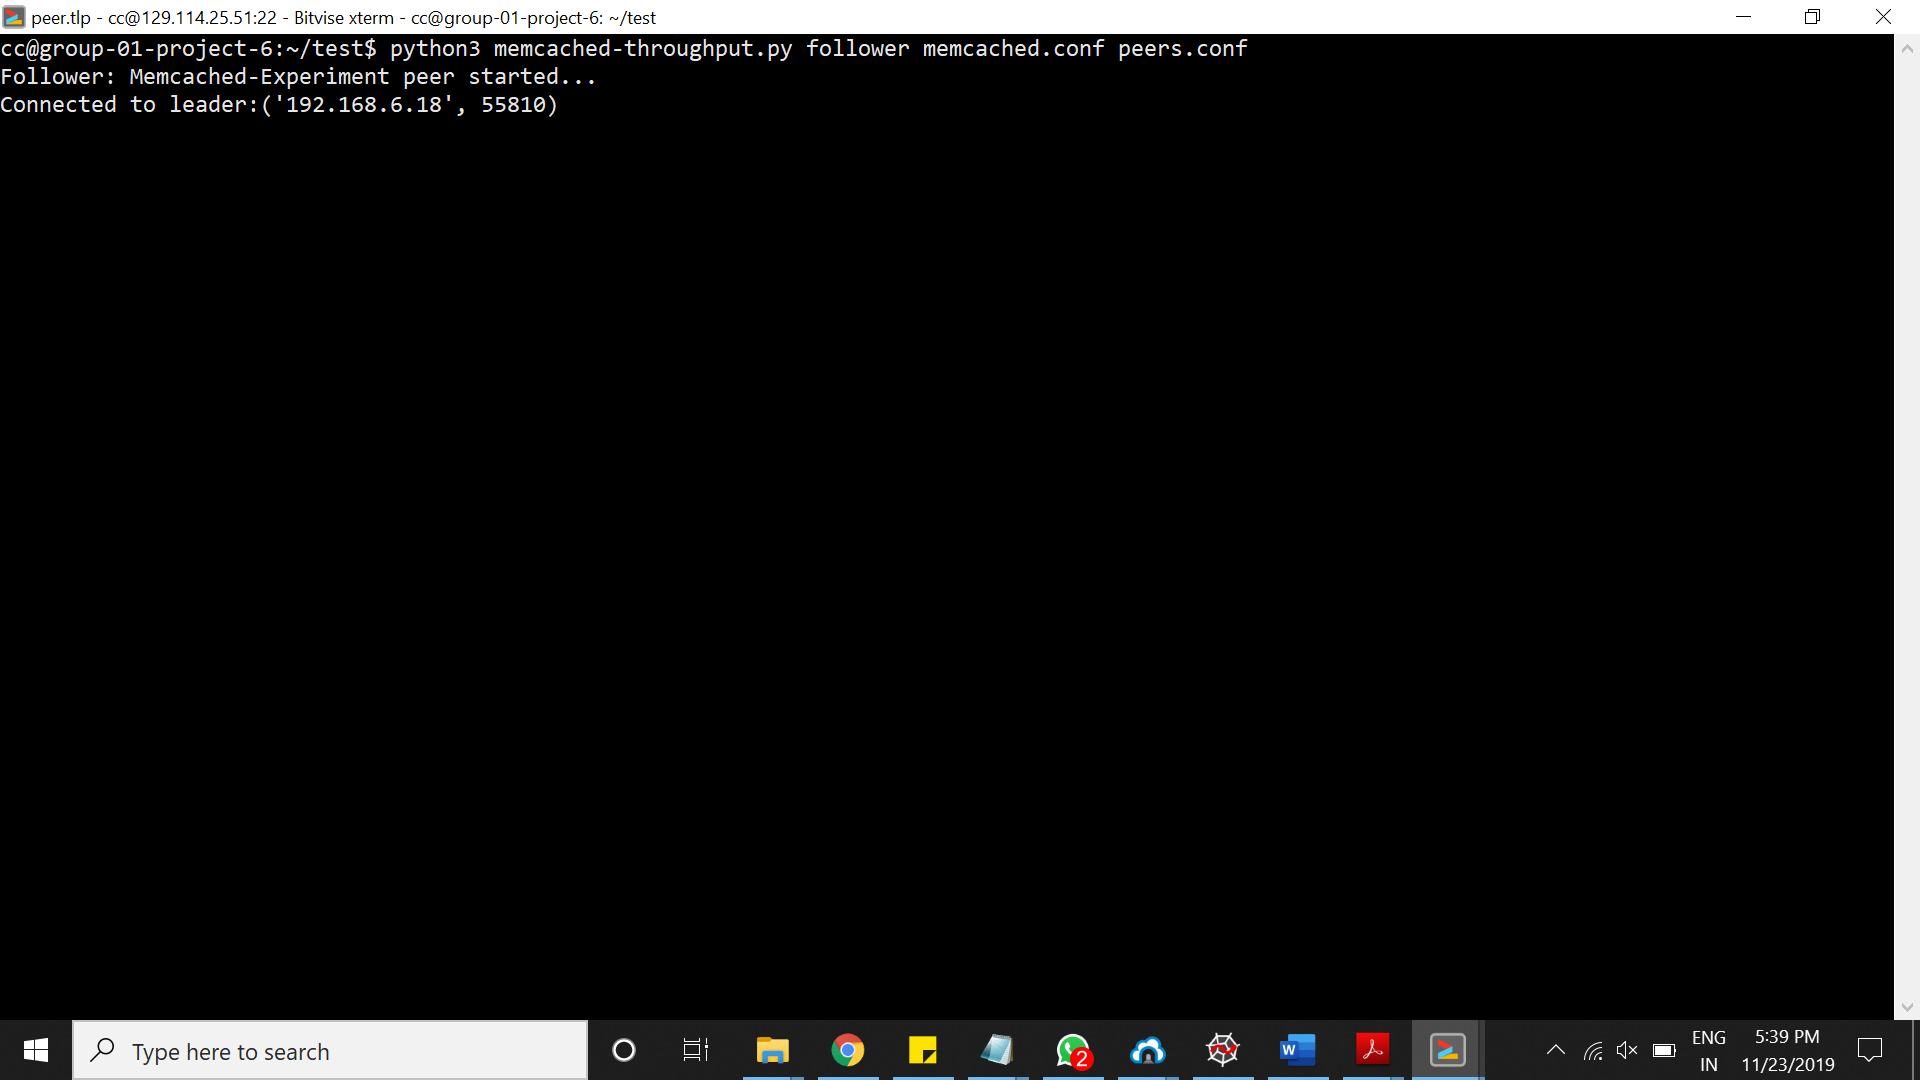 peer.tlp - cc@129.114.25.51:22 - Bitvise xterm - cc@group-01-project-6: ~/test
cc@group-01-project-6:~/test$ python3 memcached-throughput.py follower memcached.conf peers.conf
Follower: Memcached-Experiment peer started...
Connected to leader:('192.168.6.18', 55810)
Type here to search
2
W
ENG
IN
5:39 PM
11/23/2019